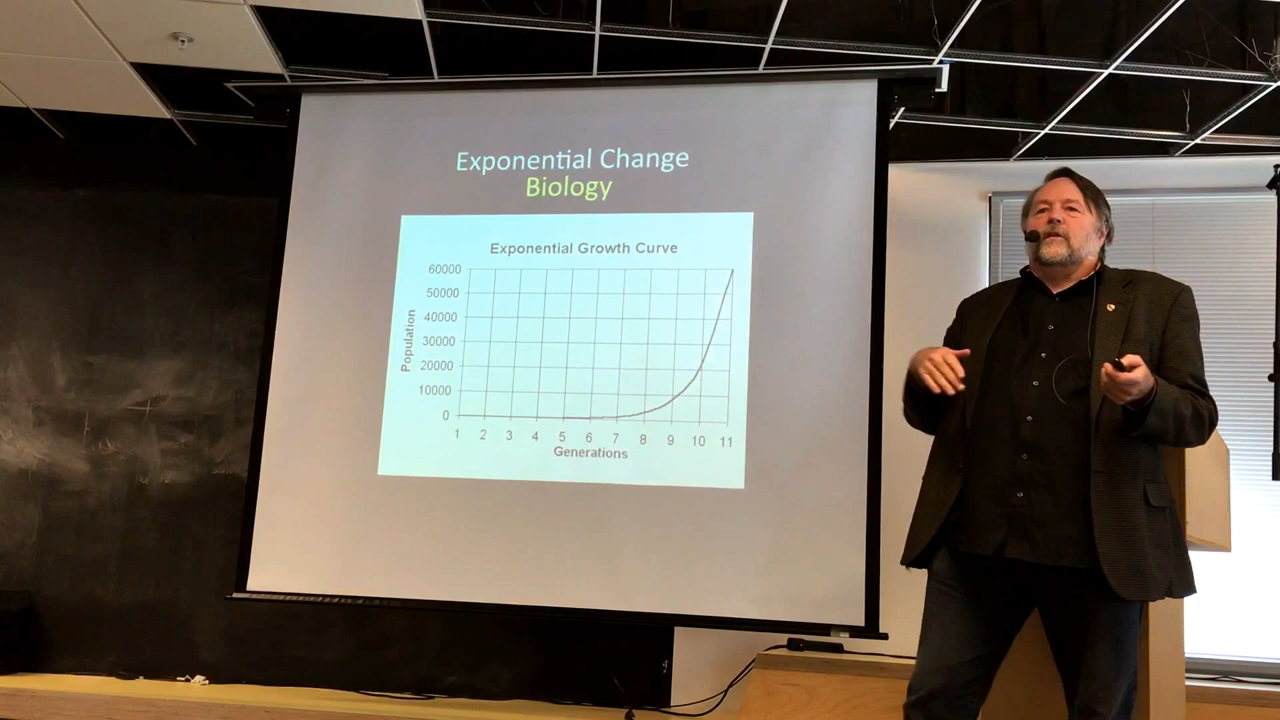 Exponential Change
Biology
Exponential Growth Curve
60000
50000
40000
30000
20000
10000
0
Population
1 2 3 4 5 6 7 8 9 10 11
Generations